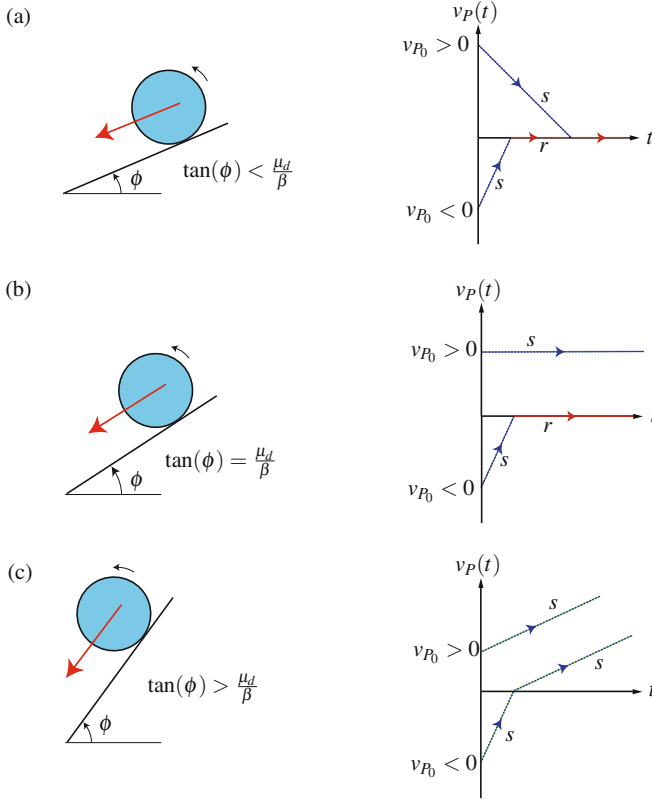 (a)
v_P(t)
v_{P_0} > 0
s
t
r
s
v_{P_0} < 0
ϕ
tan(ϕ) < μ_d/β
(b)
v_P(t)
v_{P_0} > 0
s
t
r
s
v_{P_0} < 0
ϕ
tan(ϕ) = μ_d/β
(c)
v_P(t)
s
v_{P_0} > 0
s
t
s
v_{P_0} < 0
ϕ
tan(ϕ) > μ_d/β